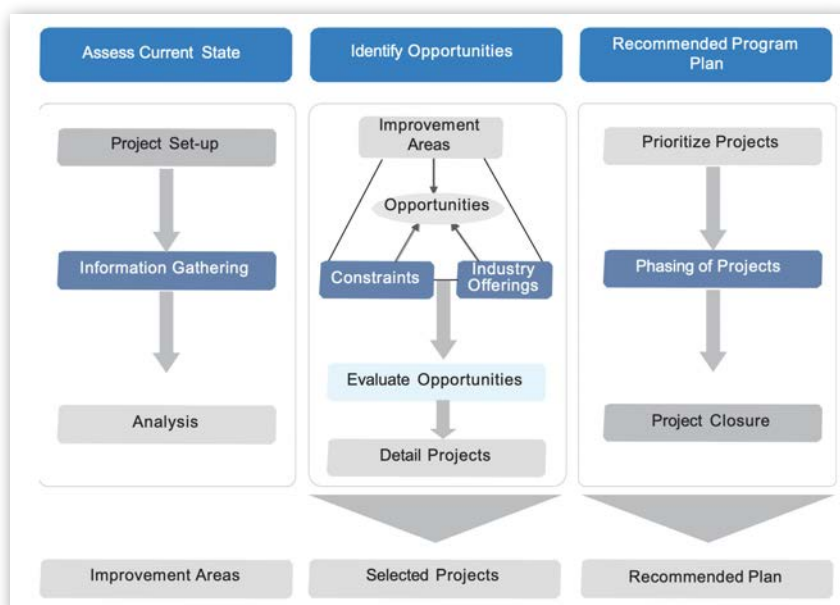 Assess Current State
Project Set-up
Information Gathering
Analysis
Improvement Areas
Identify Opportunities
Improvement
Areas
Opportunities
Constraints
Industry
Offerings
Evaluate Opportunities
Detail Projects
Selected Projects
Recommended Program
Plan
Prioritize Projects
Phasing of Projects
Project Closure
Recommended Plan